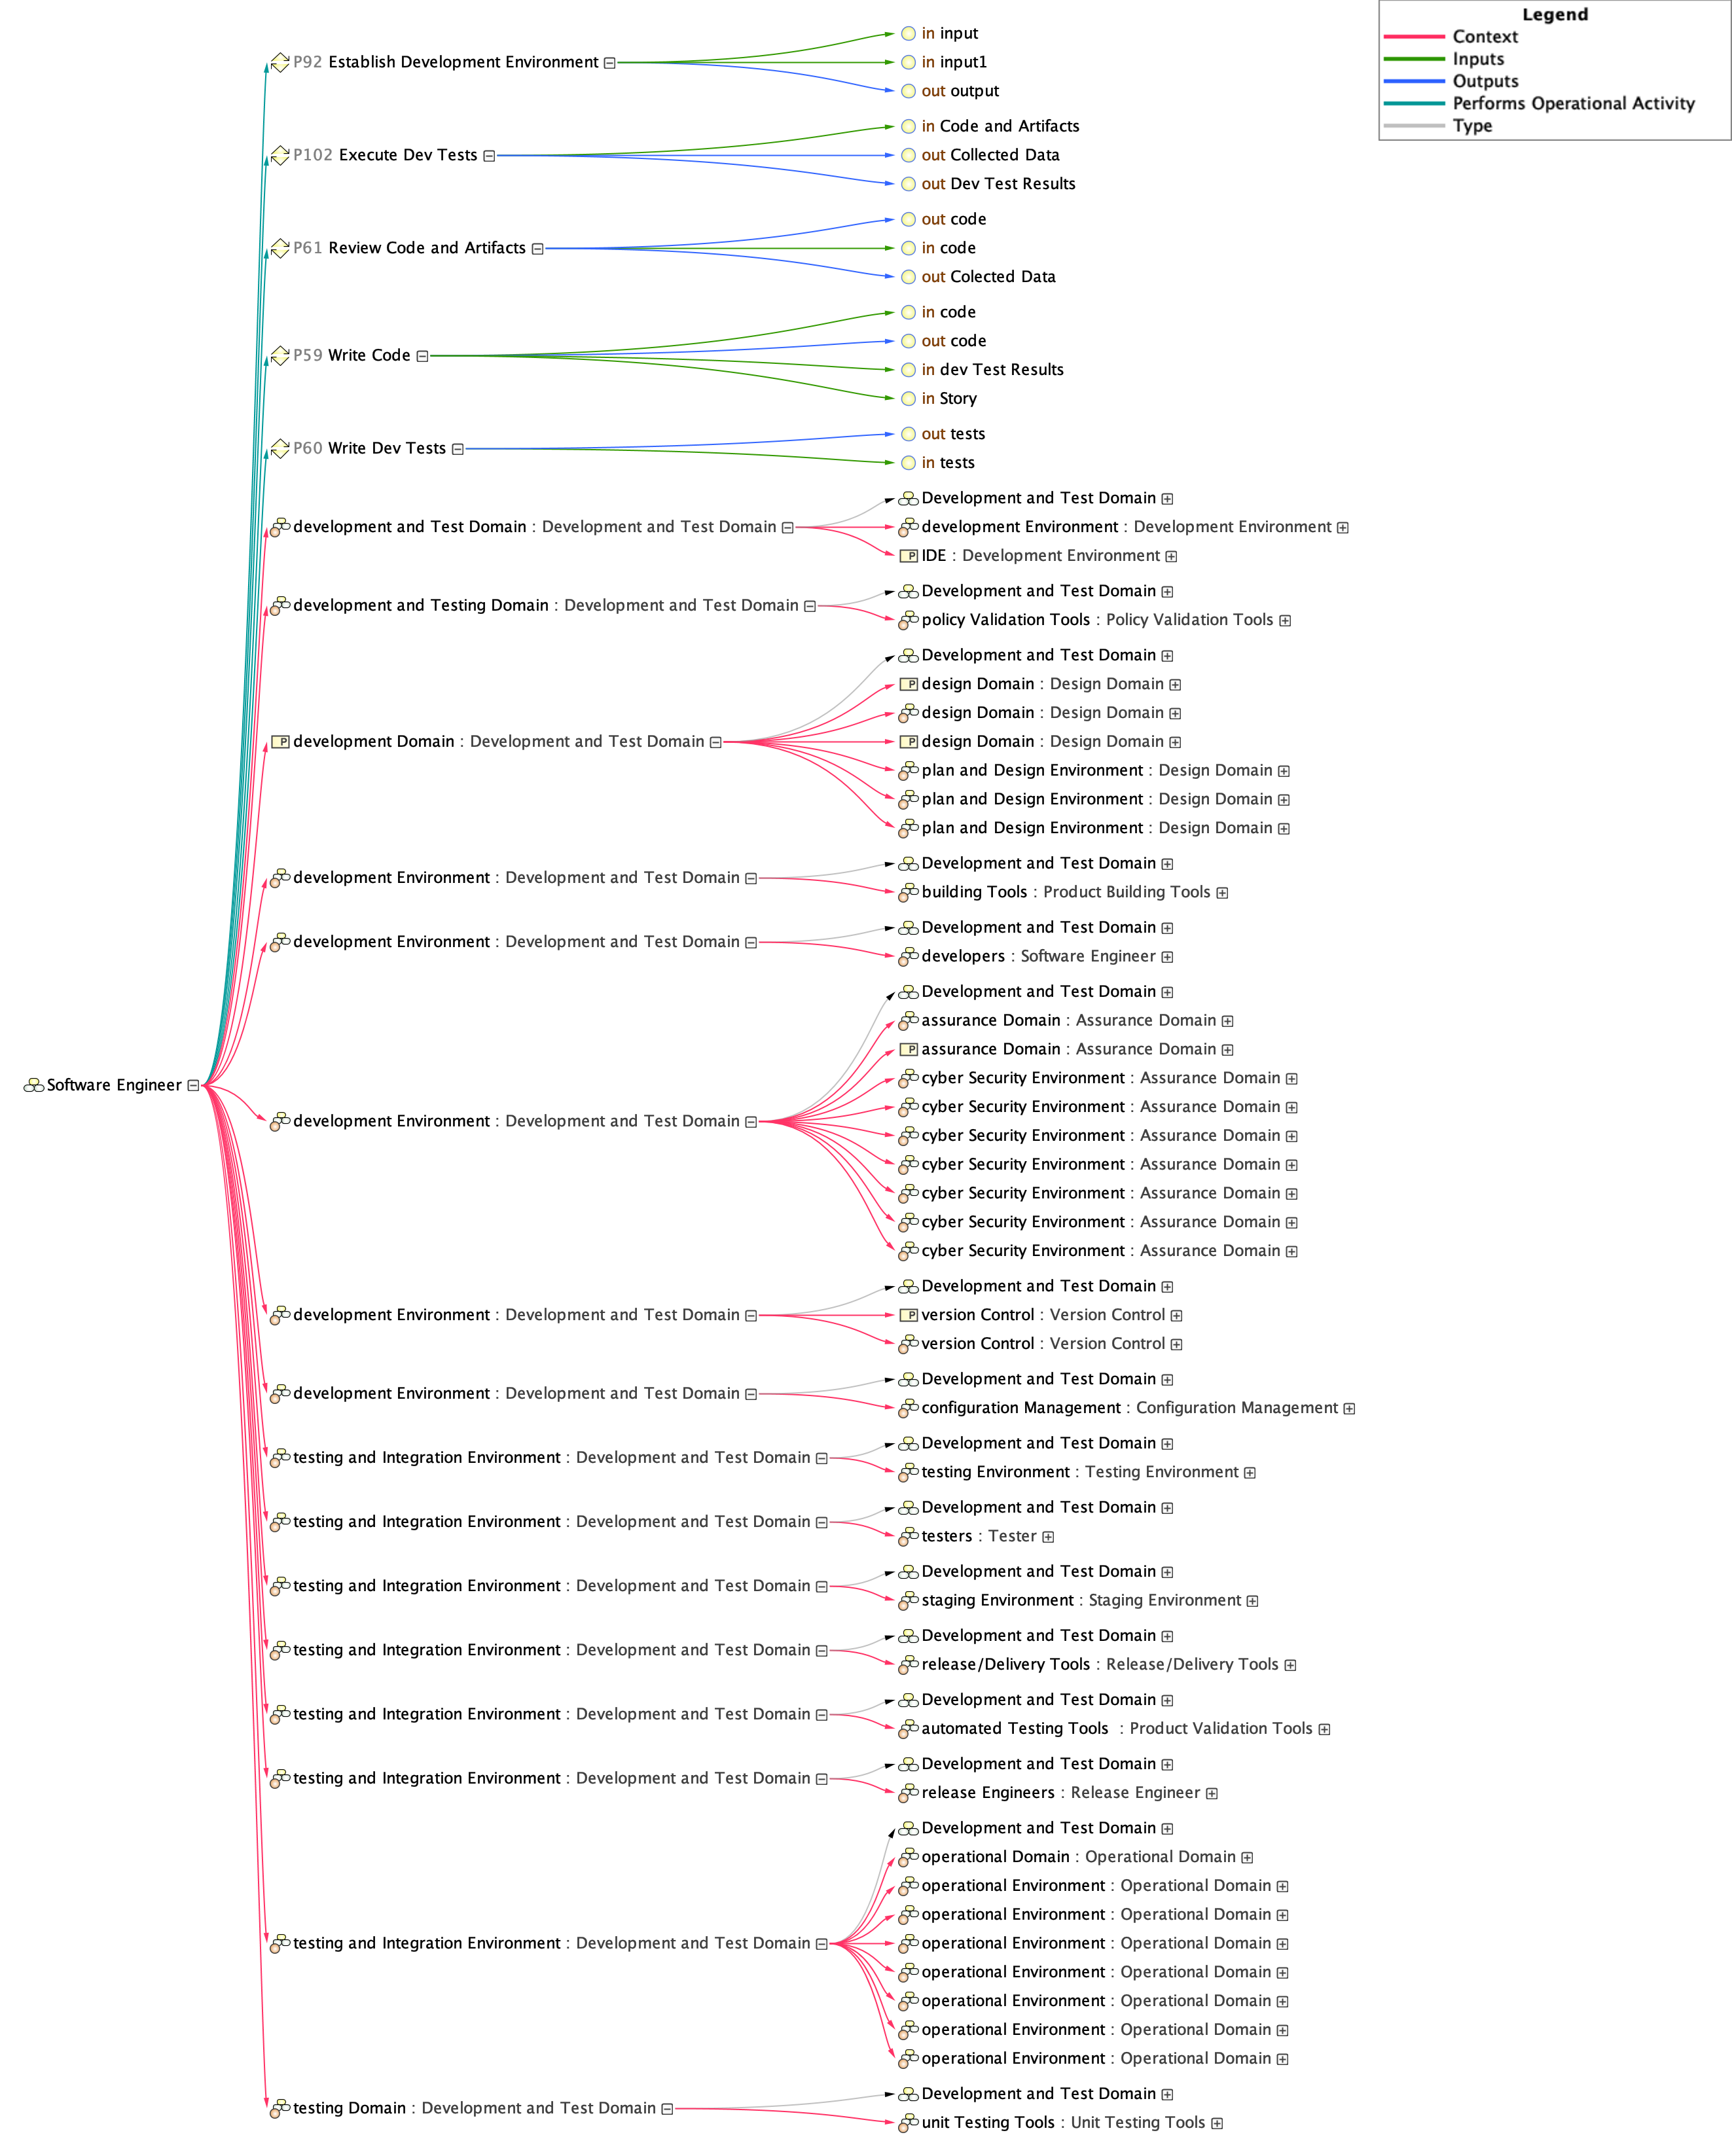 Legend
Context
Inputs
Outputs
Performs Operational Activity
Type
Software Engineer
P92 Establish Development Environment
in input
in input1
out output
P102 Execute Dev Tests
in Code and Artifacts
out Collected Data
out Dev Test Results
P61 Review Code and Artifacts
out code
in code
out Colected Data
P59 Write Code
in code
out code
in dev Test Results
in Story
P60 Write Dev Tests
out tests
in tests
development and Test Domain : Development and Test Domain
Development and Test Domain
development Environment : Development Environment
IDE : Development Environment
development and Testing Domain : Development and Test Domain
Development and Test Domain
policy Validation Tools : Policy Validation Tools
development Domain : Development and Test Domain
Development and Test Domain
design Domain : Design Domain
design Domain : Design Domain
design Domain : Design Domain
plan and Design Environment : Design Domain
plan and Design Environment : Design Domain
plan and Design Environment : Design Domain
development Environment : Development and Test Domain
Development and Test Domain
building Tools : Product Building Tools
development Environment : Development and Test Domain
Development and Test Domain
developers : Software Engineer
development Environment : Development and Test Domain
Development and Test Domain
assurance Domain : Assurance Domain
assurance Domain : Assurance Domain
cyber Security Environment : Assurance Domain
cyber Security Environment : Assurance Domain
cyber Security Environment : Assurance Domain
cyber Security Environment : Assurance Domain
cyber Security Environment : Assurance Domain
cyber Security Environment : Assurance Domain
cyber Security Environment : Assurance Domain
development Environment : Development and Test Domain
Development and Test Domain
version Control : Version Control
version Control : Version Control
development Environment : Development and Test Domain
Development and Test Domain
configuration Management : Configuration Management
testing and Integration Environment : Development and Test Domain
Development and Test Domain
testing Environment : Testing Environment
testing and Integration Environment : Development and Test Domain
Development and Test Domain
testers : Tester
testing and Integration Environment : Development and Test Domain
Development and Test Domain
staging Environment : Staging Environment
testing and Integration Environment : Development and Test Domain
Development and Test Domain
release/Delivery Tools : Release/Delivery Tools
testing and Integration Environment : Development and Test Domain
Development and Test Domain
automated Testing Tools : Product Validation Tools
testing and Integration Environment : Development and Test Domain
Development and Test Domain
release Engineers : Release Engineer
testing and Integration Environment : Development and Test Domain
Development and Test Domain
operational Domain : Operational Domain
operational Environment : Operational Domain
operational Environment : Operational Domain
operational Environment : Operational Domain
operational Environment : Operational Domain
operational Environment : Operational Domain
operational Environment : Operational Domain
operational Environment : Operational Domain
testing Domain : Development and Test Domain
Development and Test Domain
unit Testing Tools : Unit Testing Tools